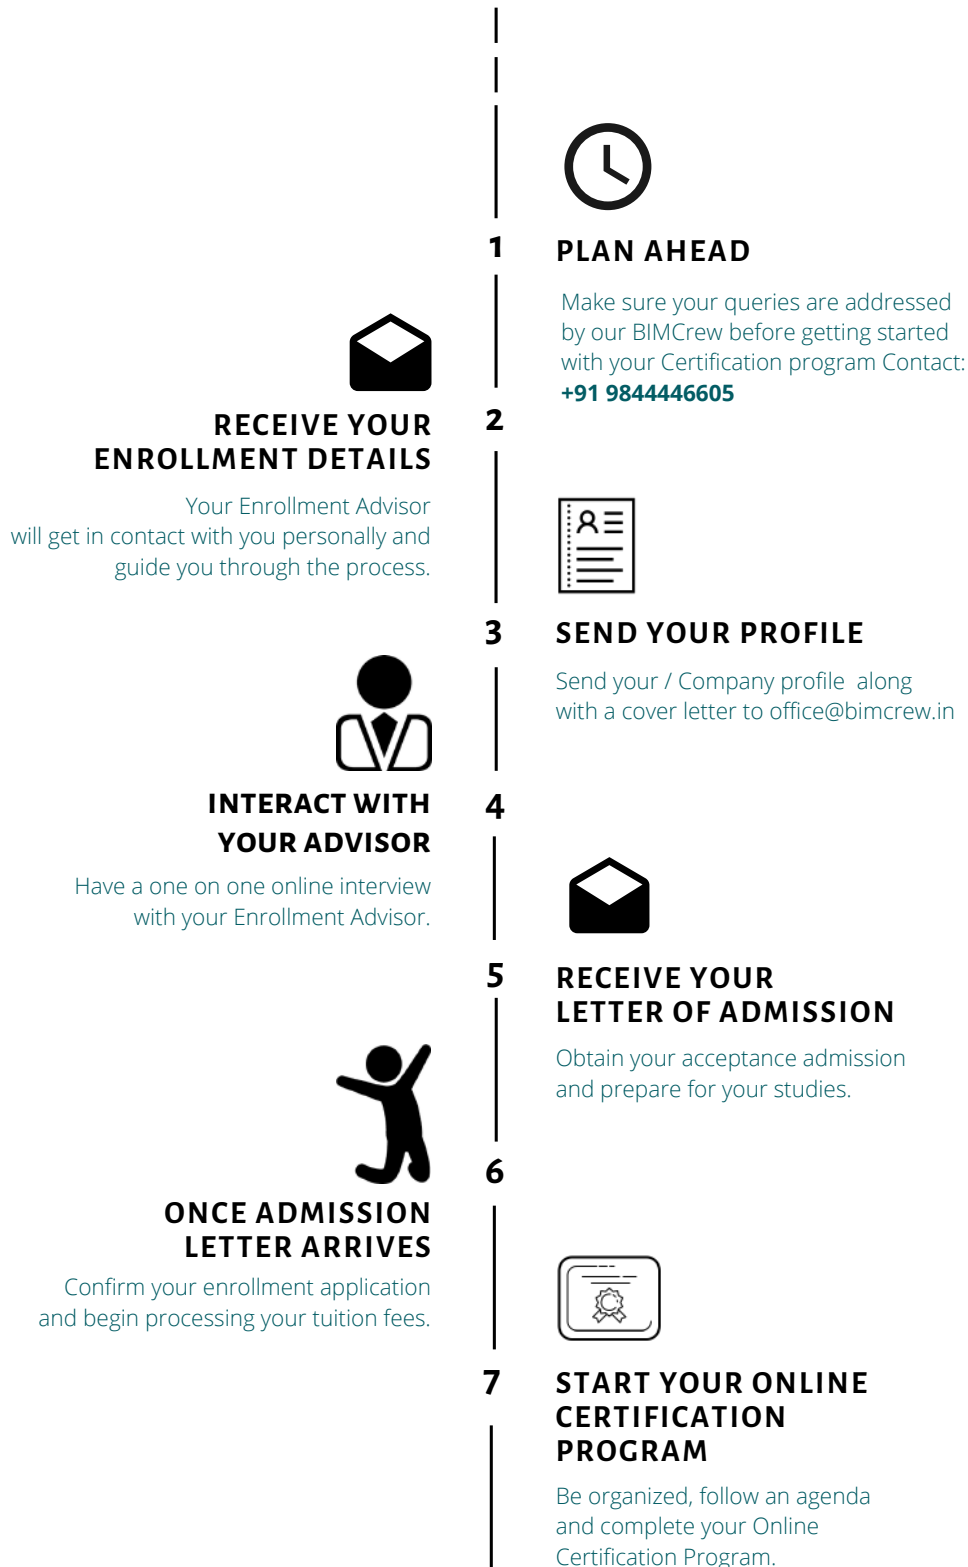 1
PLAN AHEAD
Make sure your queries are addressed
by our BIMCrew before getting started
with your Certification program Contact:
+91 9844446605
2
RECEIVE YOUR
ENROLLMENT DETAILS
Your Enrollment Advisor
will get in contact with you personally and
guide you through the process.
3
SEND YOUR PROFILE
Send your / Company profile along
with a cover letter to office@bimcrew.in
4
INTERACT WITH
YOUR ADVISOR
Have a one on one online interview
with your Enrollment Advisor.
5
RECEIVE YOUR
LETTER OF ADMISSION
Obtain your acceptance admission
and prepare for your studies.
6
ONCE ADMISSION
LETTER ARRIVES
Confirm your enrollment application
and begin processing your tuition fees.
7
START YOUR ONLINE
CERTIFICATION
PROGRAM
Be organized, follow an agenda
and complete your Online
Certification Program.